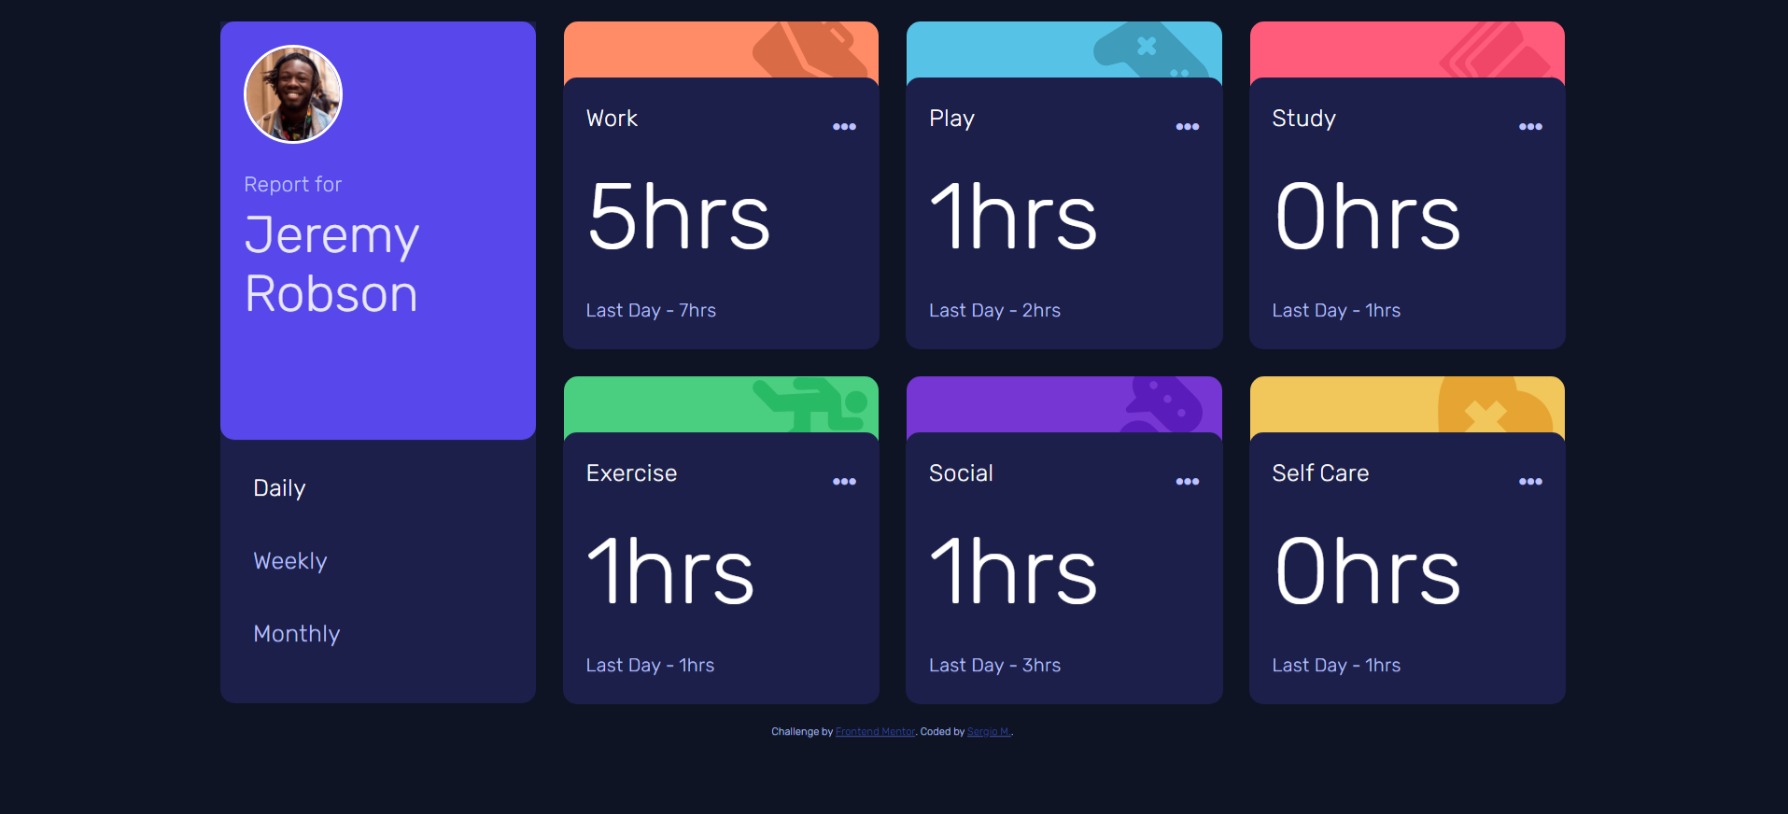 Report for
Jeremy
Robson
Daily
Weekly
Monthly
Work
5hrs
Last Day - 7hrs
Play
1hrs
Last Day - 2hrs
Study
0hrs
Last Day - 1hrs
Exercise
1hrs
Last Day - 1hrs
Social
1hrs
Last Day - 3hrs
Self Care
0hrs
Last Day - 1hrs
Challenge by Frontend Mentor. Coded by Sergio M..